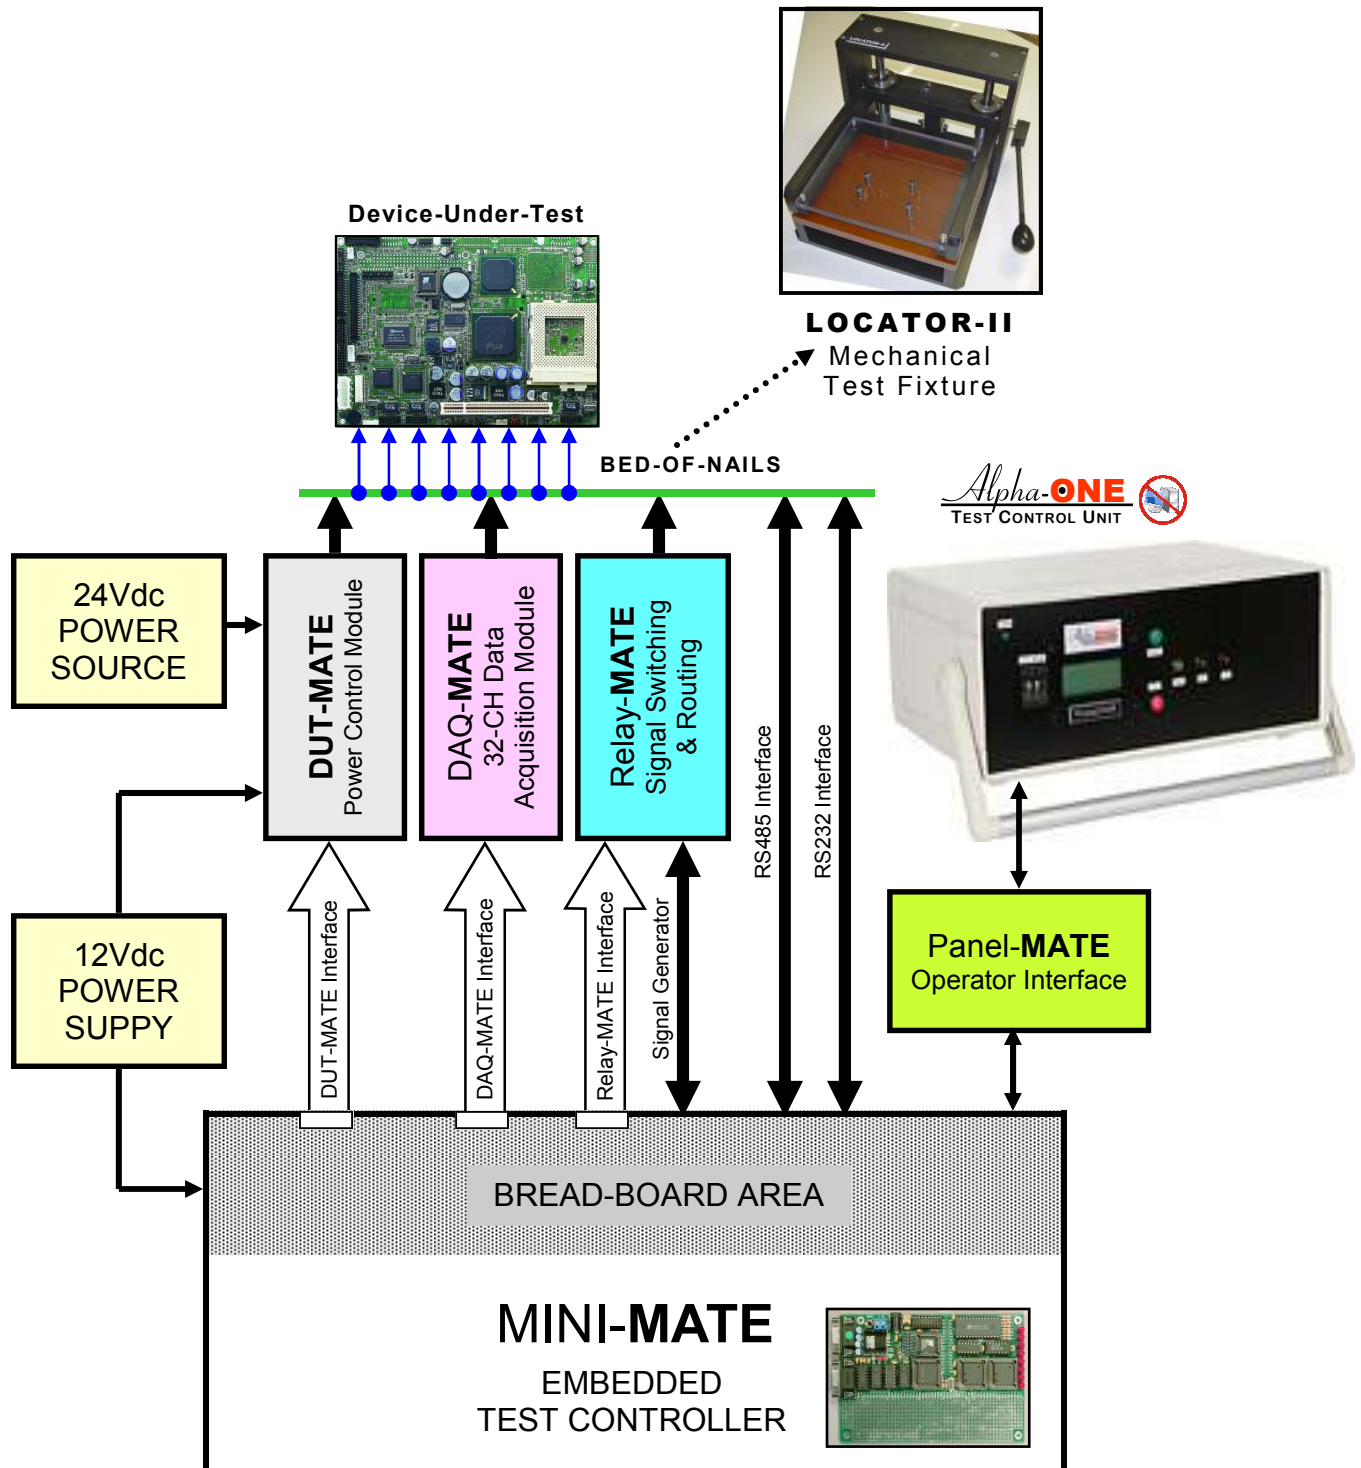 LOCATOR-II
Device-Under-Test
LOCATOR-II
Mechanical
Test Fixture
BED-OF-NAILS
Alpha-ONE
TEST CONTROL UNIT
24Vdc
POWER
SOURCE
DUT-MATE
Power Control Module
DAQ-MATE
32-CH Data
Acquisition Module
Relay-MATE
Signal Switching
& Routing
RS485 Interface
RS232 Interface
12Vdc
POWER
SUPPY
DUT-MATE Interface
DAQ-MATE Interface
Relay-MATE Interface
Signal Generator
Panel-MATE
Operator Interface
BREAD-BOARD AREA
MINI-MATE
EMBEDDED
TEST CONTROLLER